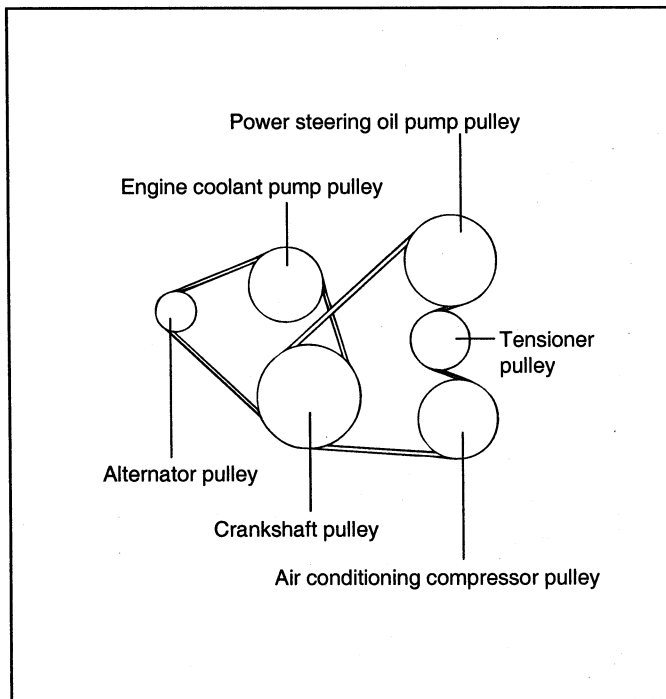 Power steering oil pump pulley
Engine coolant pump pulley
Tensioner
pulley
Alternator pulley
Crankshaft pulley
Air conditioning compressor pulley